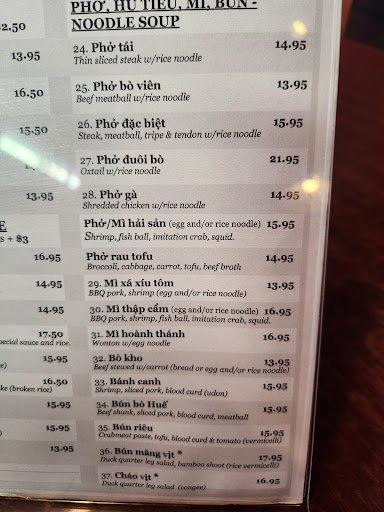 PHỞ, HỦ TIẾU, MÌ, BÚN -
NOODLE SOUP
24. Phở tái 14.95
Thin sliced steak w/rice noodle
25. Phở bò viên 13.95
Beef meatball w/rice noodle
26. Phở đặc biệt 15.95
Steak, meatball, tripe & tendon w/rice noodle
27. Phở đuôi bò 21.95
Oxtail w/rice noodle
28. Phở gà 14.95
Shredded chicken w/rice noodle
Phở/Mì hải sản (egg and/or rice noodle) 15.95
Shrimp, fish ball, imitation crab, squid.
Phở rau tofu 14.95
Broccoli, cabbage, carrot, tofu, beef broth
29. Mì xá xíu tôm 13.95
BBQ pork, shrimp (egg and/or rice noodle)
30. Mì thập cẩm (egg and/or rice noodle) 16.95
BBQ pork, shrimp, fish ball, imitation crab, squid.
31. Mì hoành thánh 16.95
Wonton w/egg noodle
32. Bò kho 13.95
Beef stewed w/carrot (bread or egg and/or rice noodle)
33. Bánh canh 15.95
Shrimp, sliced pork, blood curd (udon)
34. Bún bò Huế 15.95
Beef shank, sliced pork, blood curd, meatball
35. Bún riêu 15.95
Crabmeat paste, tofu, blood curd & tomato (vermicelli)
36. Bún măng vịt * 17.95
Duck quarter leg salad, bamboo shoot (rice vermicelli)
37. Cháo vịt * 16.95
Duck quarter leg salad (congee)
2.50
13.95
16.50
15.50
13.95
s + $3
16.95
14.95
17.50
pecial sauce and rice.
15.95
16.50
ke (broken rice)
15.95
15.95
13.95